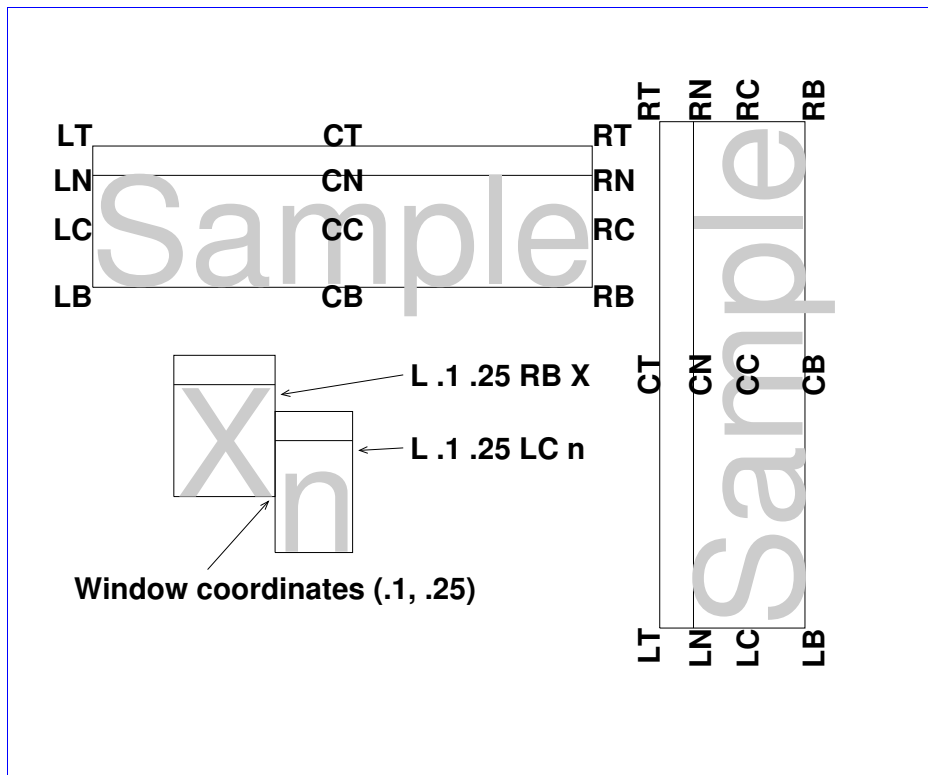 LT CT RT
LN CN RN
Sample
LC CC RC
LB CB RB
RT RN RC RB
CT CN CC CB
Sample
LT LN LC LB
L .1 .25 RB X
X
L .1 .25 LC n
n
Window coordinates (.1, .25)